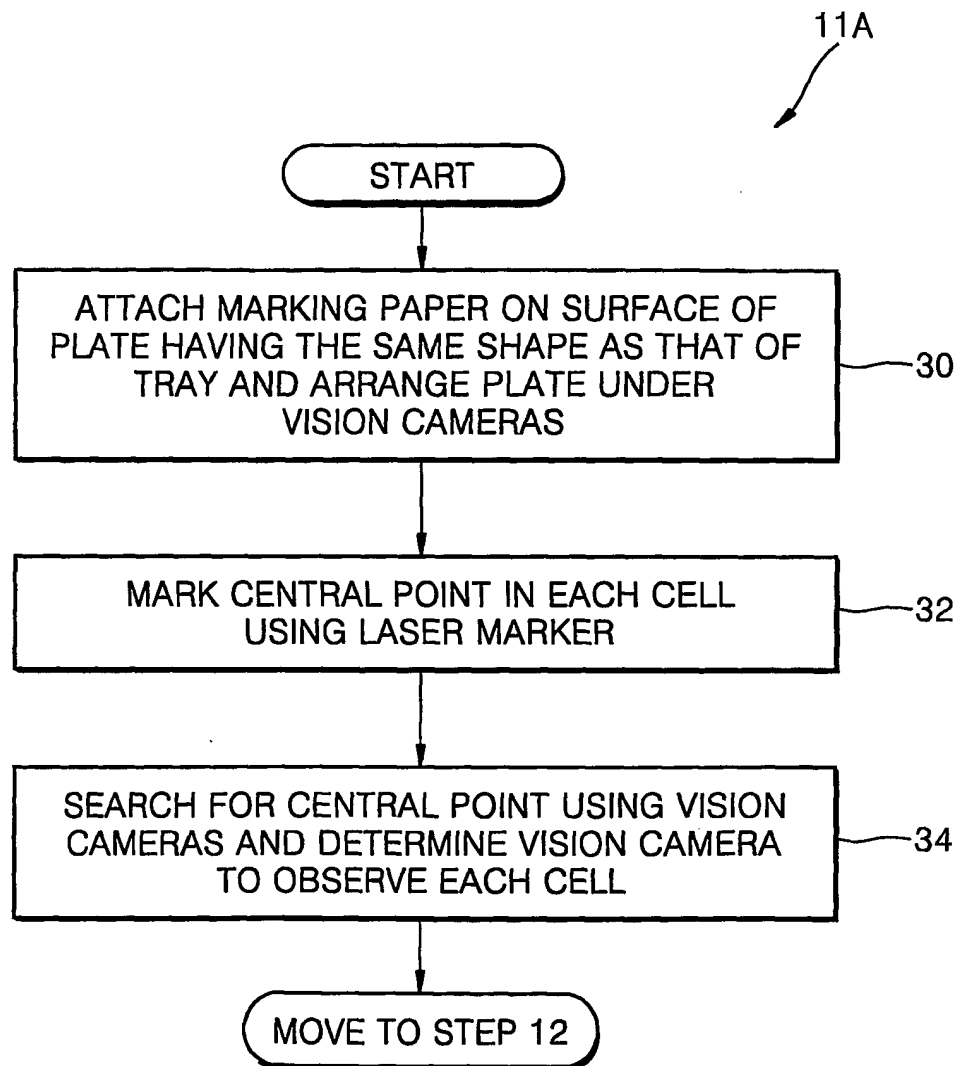 11A
START
ATTACH MARKING PAPER ON SURFACE OF
PLATE HAVING THE SAME SHAPE AS THAT OF
TRAY AND ARRANGE PLATE UNDER
VISION CAMERAS
30
MARK CENTRAL POINT IN EACH CELL
USING LASER MARKER
32
SEARCH FOR CENTRAL POINT USING VISION
CAMERAS AND DETERMINE VISION CAMERA
TO OBSERVE EACH CELL
34
MOVE TO STEP 12